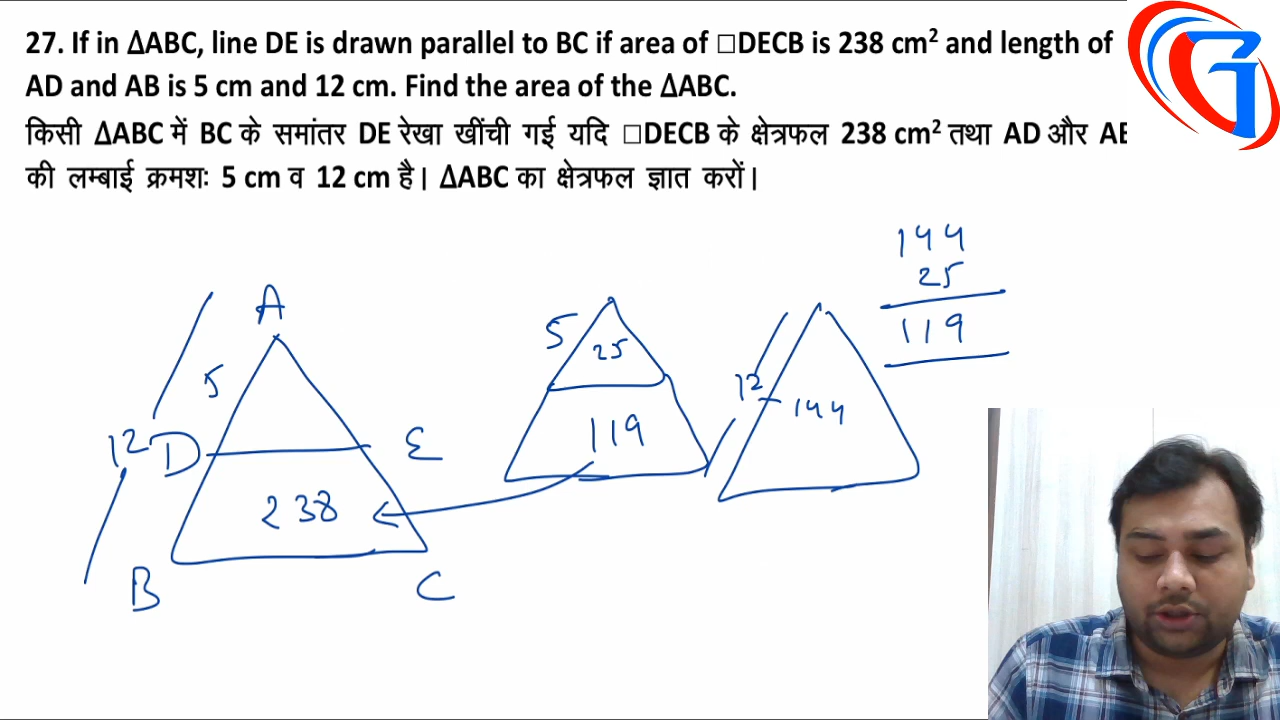 27. If in ΔABC, line DE is drawn parallel to BC if area of □DECB is 238 cm² and length of
AD and AB is 5 cm and 12 cm. Find the area of the ΔABC.
किसी ΔABC में BC के समांतर DE रेखा खींची गई यदि □DECB के क्षेत्रफल 238 cm² तथा AD और AB
की लम्बाई क्रमशः 5 cm व 12 cm है। ΔABC का क्षेत्रफल ज्ञात करों।
144
25
119
A
5
12 D E
238
B C
5
25
119
12
144